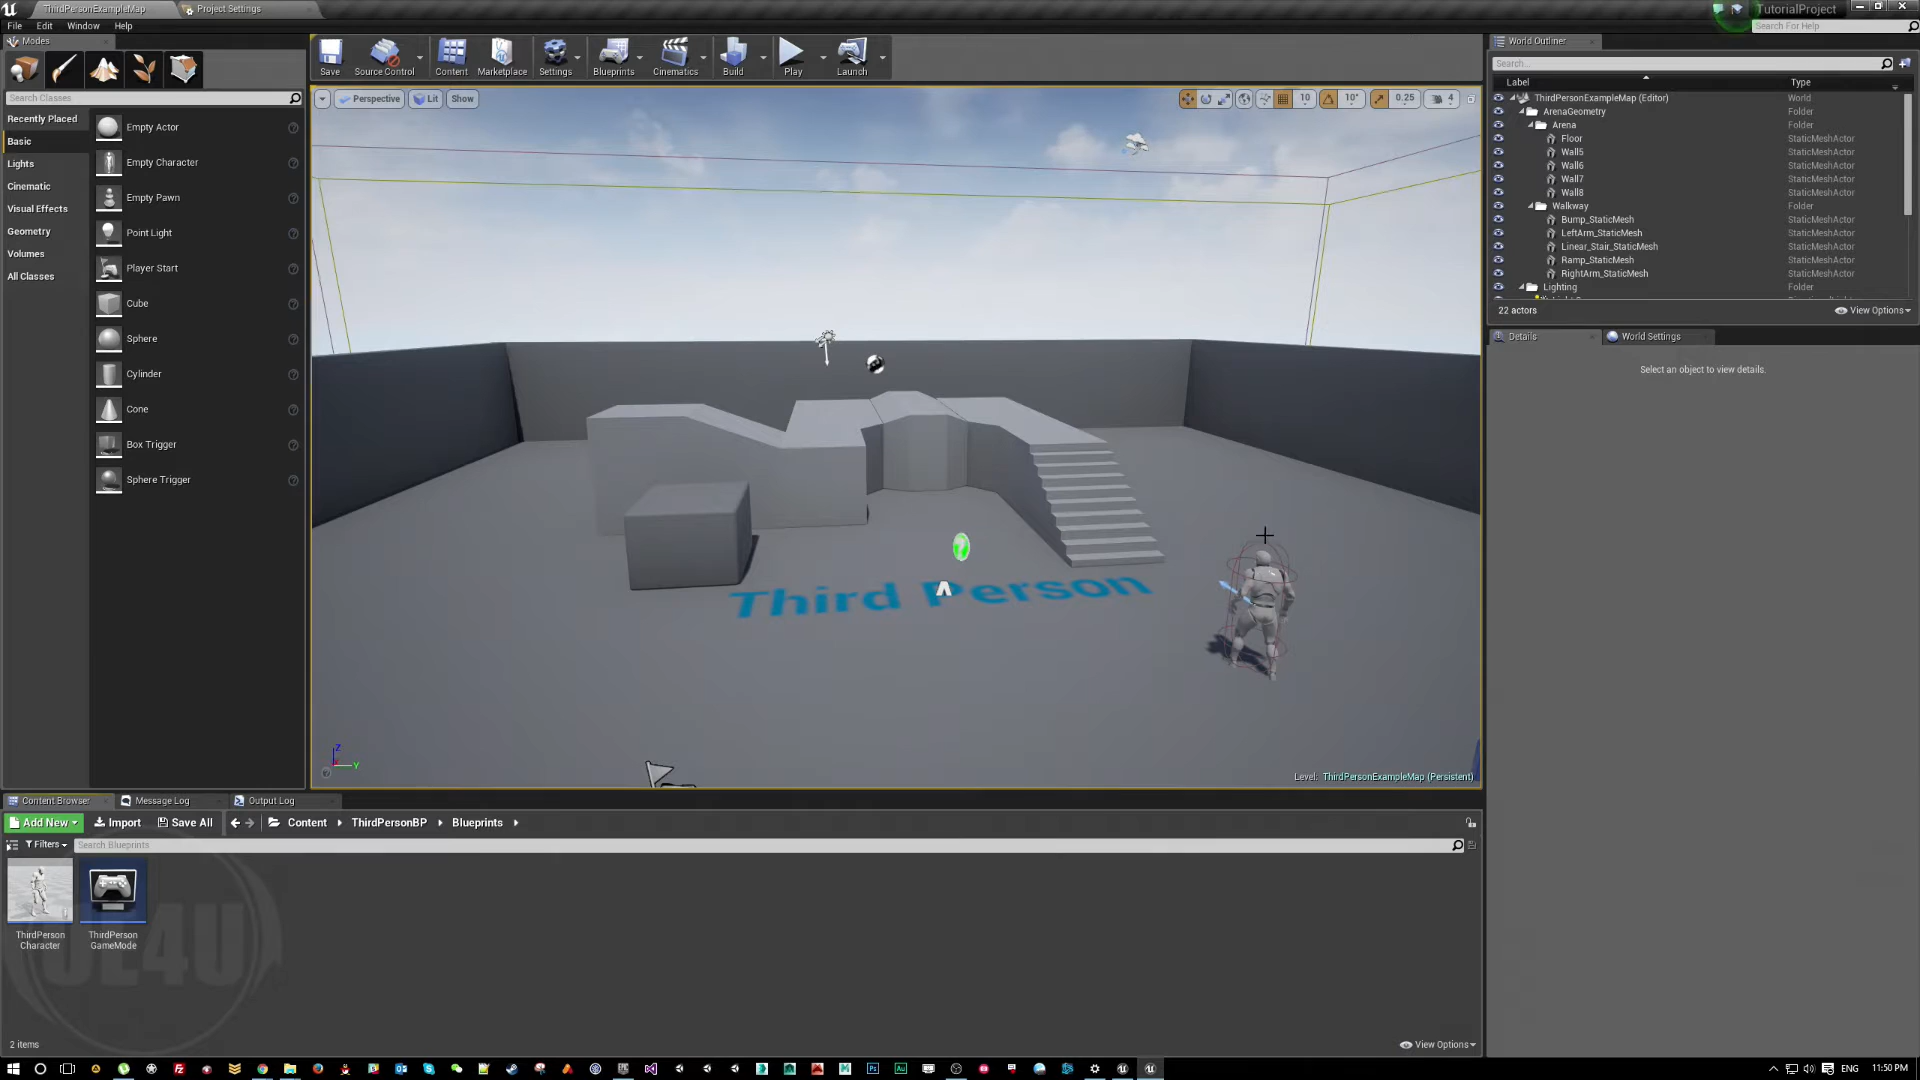 ThirdPersonExampleMap
Project Settings
TutorialProject
File Edit Window Help
Search For Help
Modes
Search Classes
Recently Placed
Basic
Lights
Cinematic
Visual Effects
Geometry
Volumes
All Classes
Empty Actor
Empty Character
Empty Pawn
Point Light
Player Start
Cube
Sphere
Cylinder
Cone
Box Trigger
Sphere Trigger
Save Source Control Content Marketplace Settings Blueprints Cinematics Build Play Launch
Perspective Lit Show
10 10° 0.25 4
Third Person
Z
Y
Level: ThirdPersonExampleMap (Persistent)
World Outliner
Search...
Label Type
ThirdPersonExampleMap (Editor) World
ArenaGeometry Folder
Arena Folder
Floor StaticMeshActor
Wall5 StaticMeshActor
Wall6 StaticMeshActor
Wall7 StaticMeshActor
Wall8 StaticMeshActor
Walkway Folder
Bump_StaticMesh StaticMeshActor
LeftArm_StaticMesh StaticMeshActor
Linear_Stair_StaticMesh StaticMeshActor
Ramp_StaticMesh StaticMeshActor
RightArm_StaticMesh StaticMeshActor
Lighting Folder
22 actors View Options
Details World Settings
Select an object to view details.
Content Browser Message Log Output Log
Add New Import Save All Content ThirdPersonBP Blueprints
Filters Search Blueprints
ThirdPerson
Character
ThirdPerson
GameMode
UE4U
2 items View Options
ENG 11:50 PM